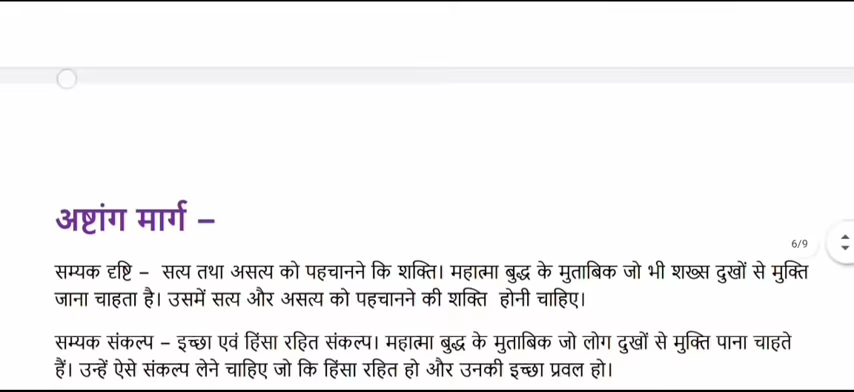 अष्टांग मार्ग –
6/9
सम्यक दृष्टि – सत्य तथा असत्य को पहचानने कि शक्ति। महात्मा बुद्ध के मुताबिक जो भी शख्स दुखों से मुक्ति
जाना चाहता है। उसमें सत्य और असत्य को पहचानने की शक्ति होनी चाहिए।
सम्यक संकल्प – इच्छा एवं हिंसा रहित संकल्प। महात्मा बुद्ध के मुताबिक जो लोग दुखों से मुक्ति पाना चाहते
हैं। उन्हें ऐसे संकल्प लेने चाहिए जो कि हिंसा रहित हो और उनकी इच्छा प्रवल हो।